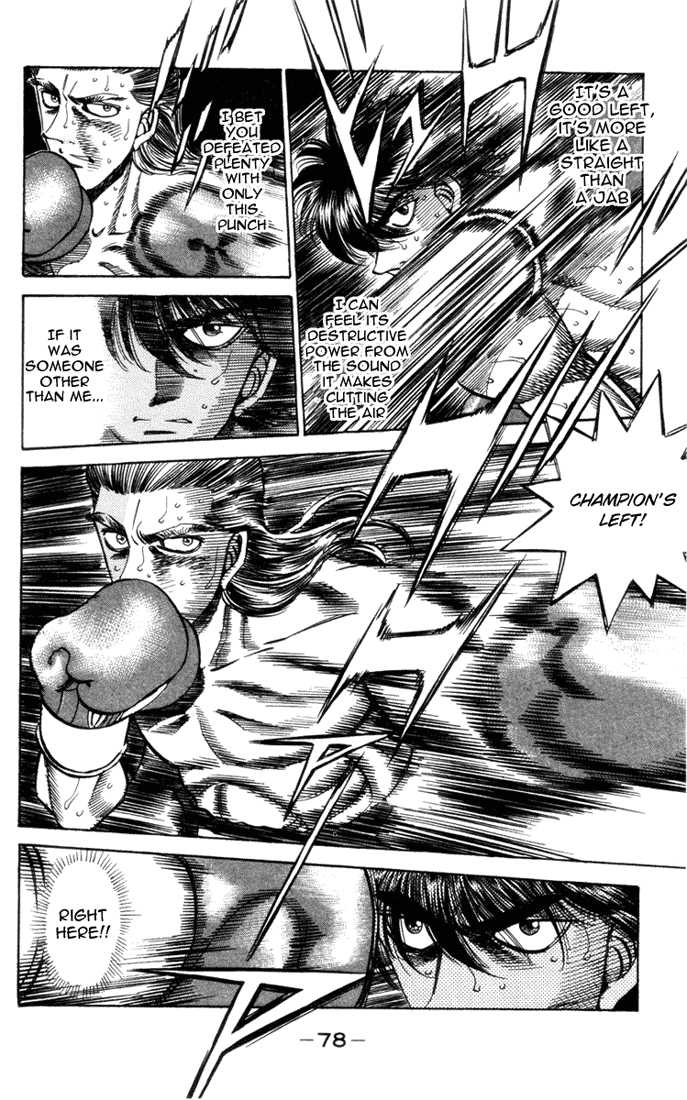 IT'S A
GOOD LEFT,
IT'S MORE
LIKE A
STRAIGHT
THAN
A JAB
I CAN
FEEL ITS
DESTRUCTIVE
POWER FROM
THE SOUND
IT MAKES
CUTTING
THE AIR
I BET
YOU
DEFEATED
PLENTY
WITH
ONLY
THIS
PUNCH
IF IT
WAS
SOMEONE
OTHER
THAN ME...
CHAMPION'S
LEFT!
RIGHT
HERE!!
-78-